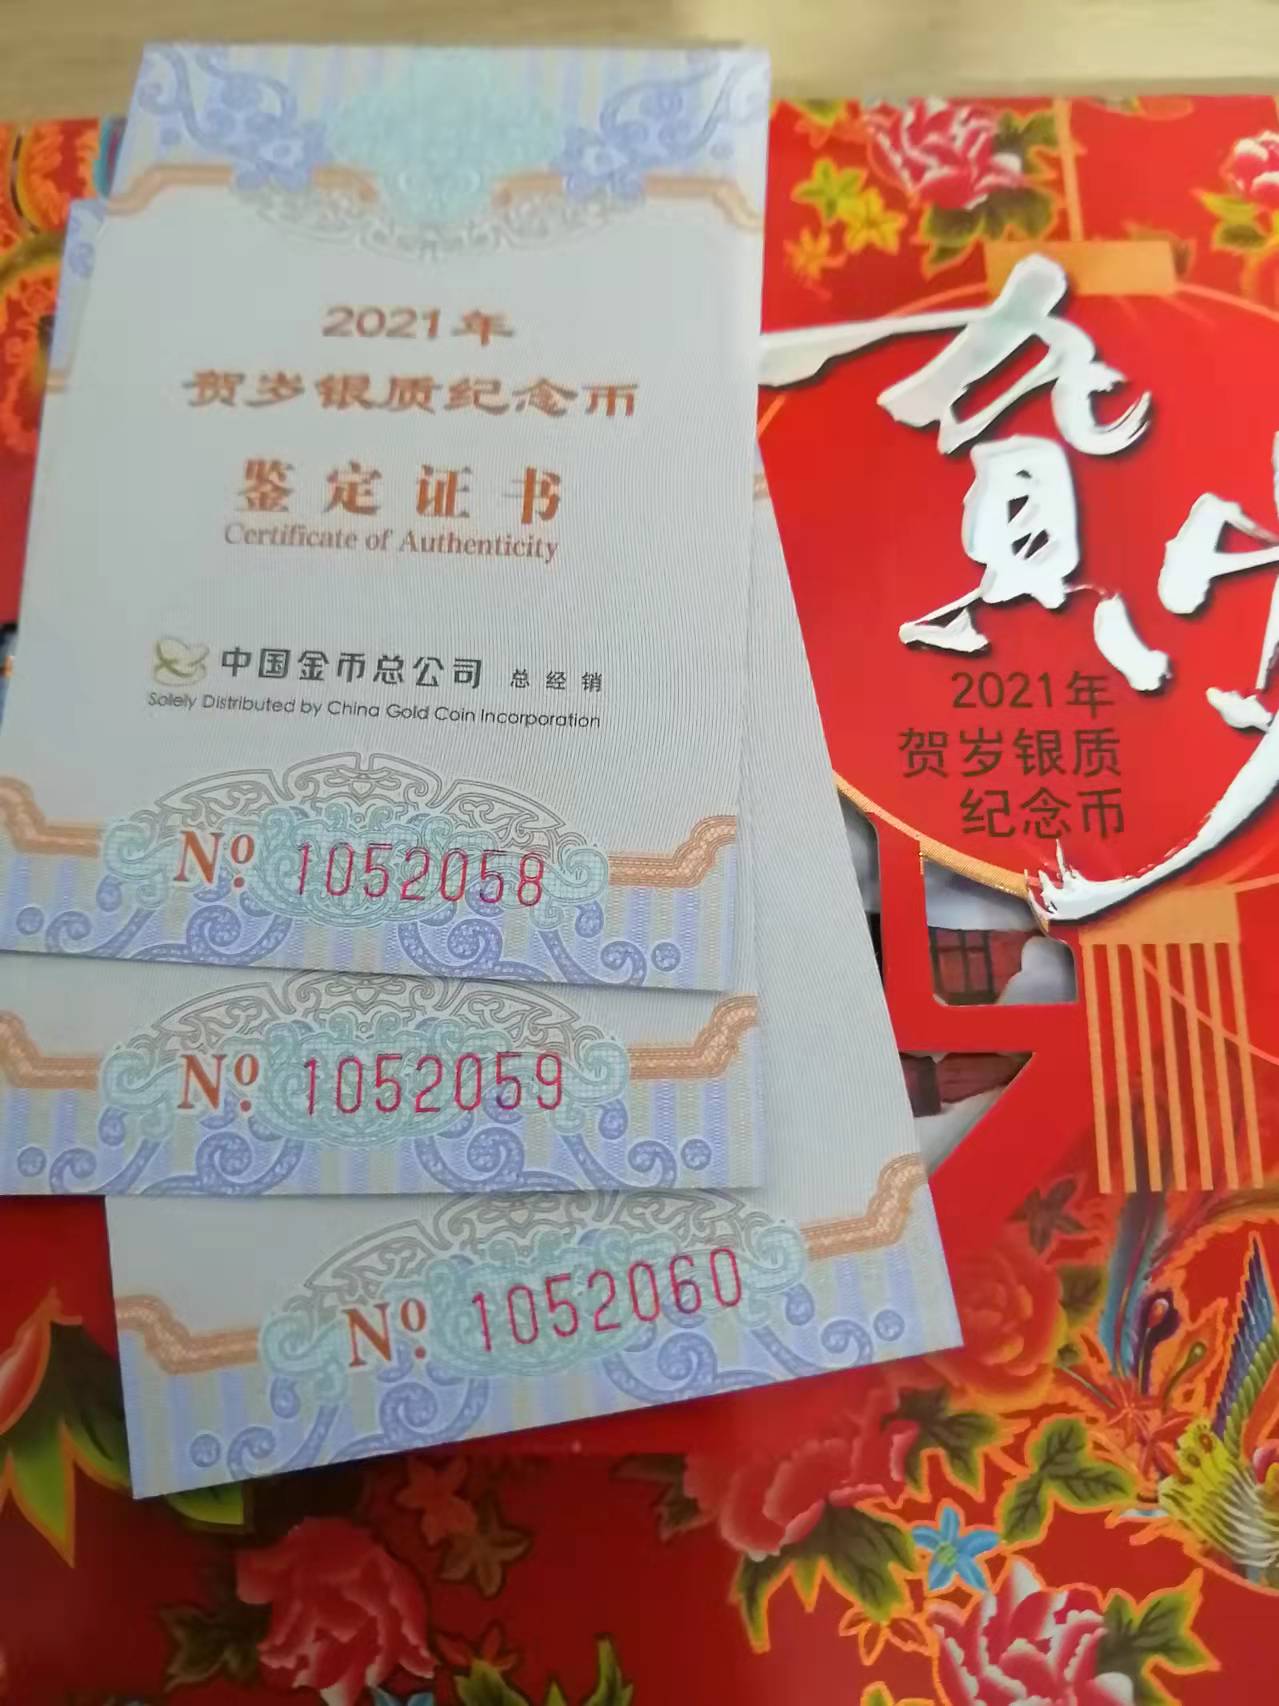 2021年
贺岁银质纪念币
鉴定证书
Certificate of Authenticity
中国金币总公司 总经销
Solely Distributed by China Gold Coin Incorporation
Nº. 1052058
Nº. 1052059
Nº. 1052060
2021年
贺岁银质
纪念币